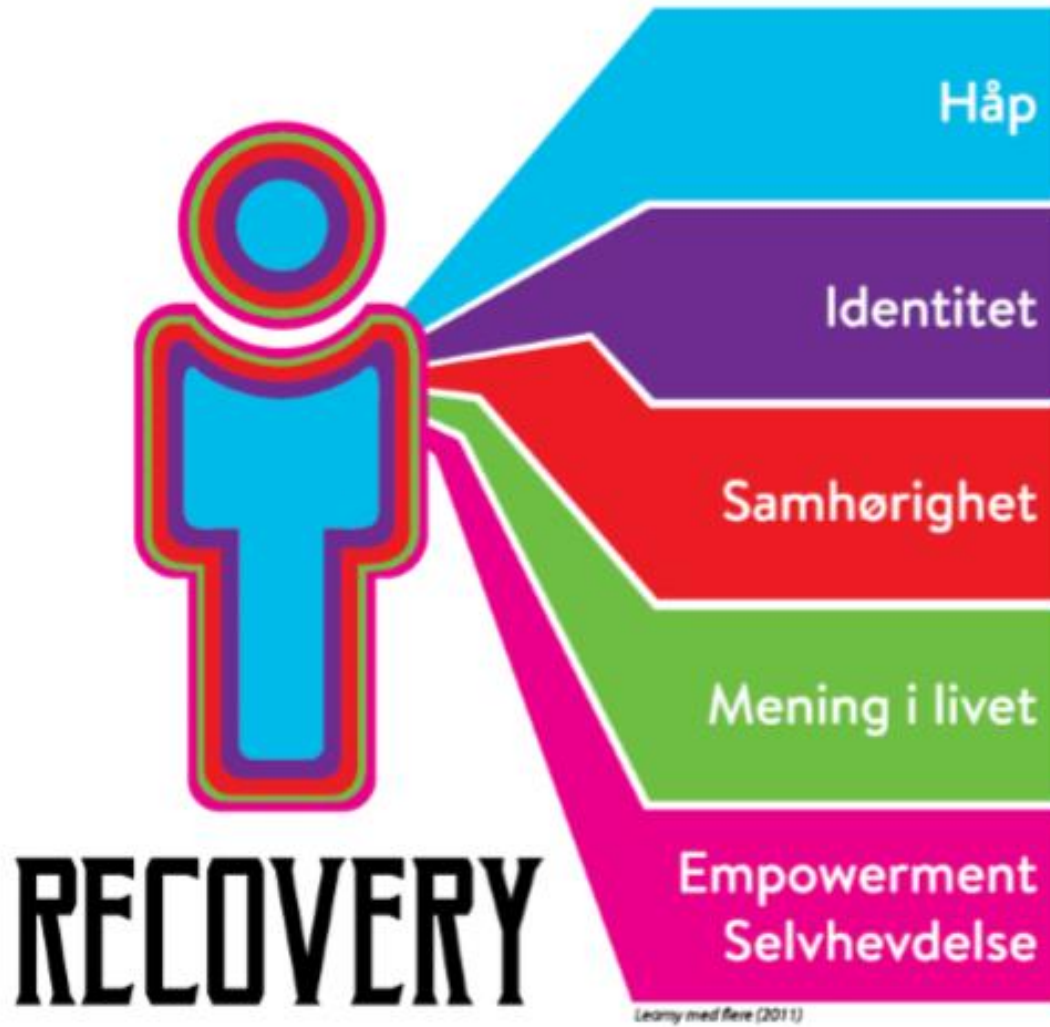 Håp
Identitet
Samhørighet
Mening i livet
Empowerment
Selvhevdelse
RECOVERY
Leamy med flere (2011)